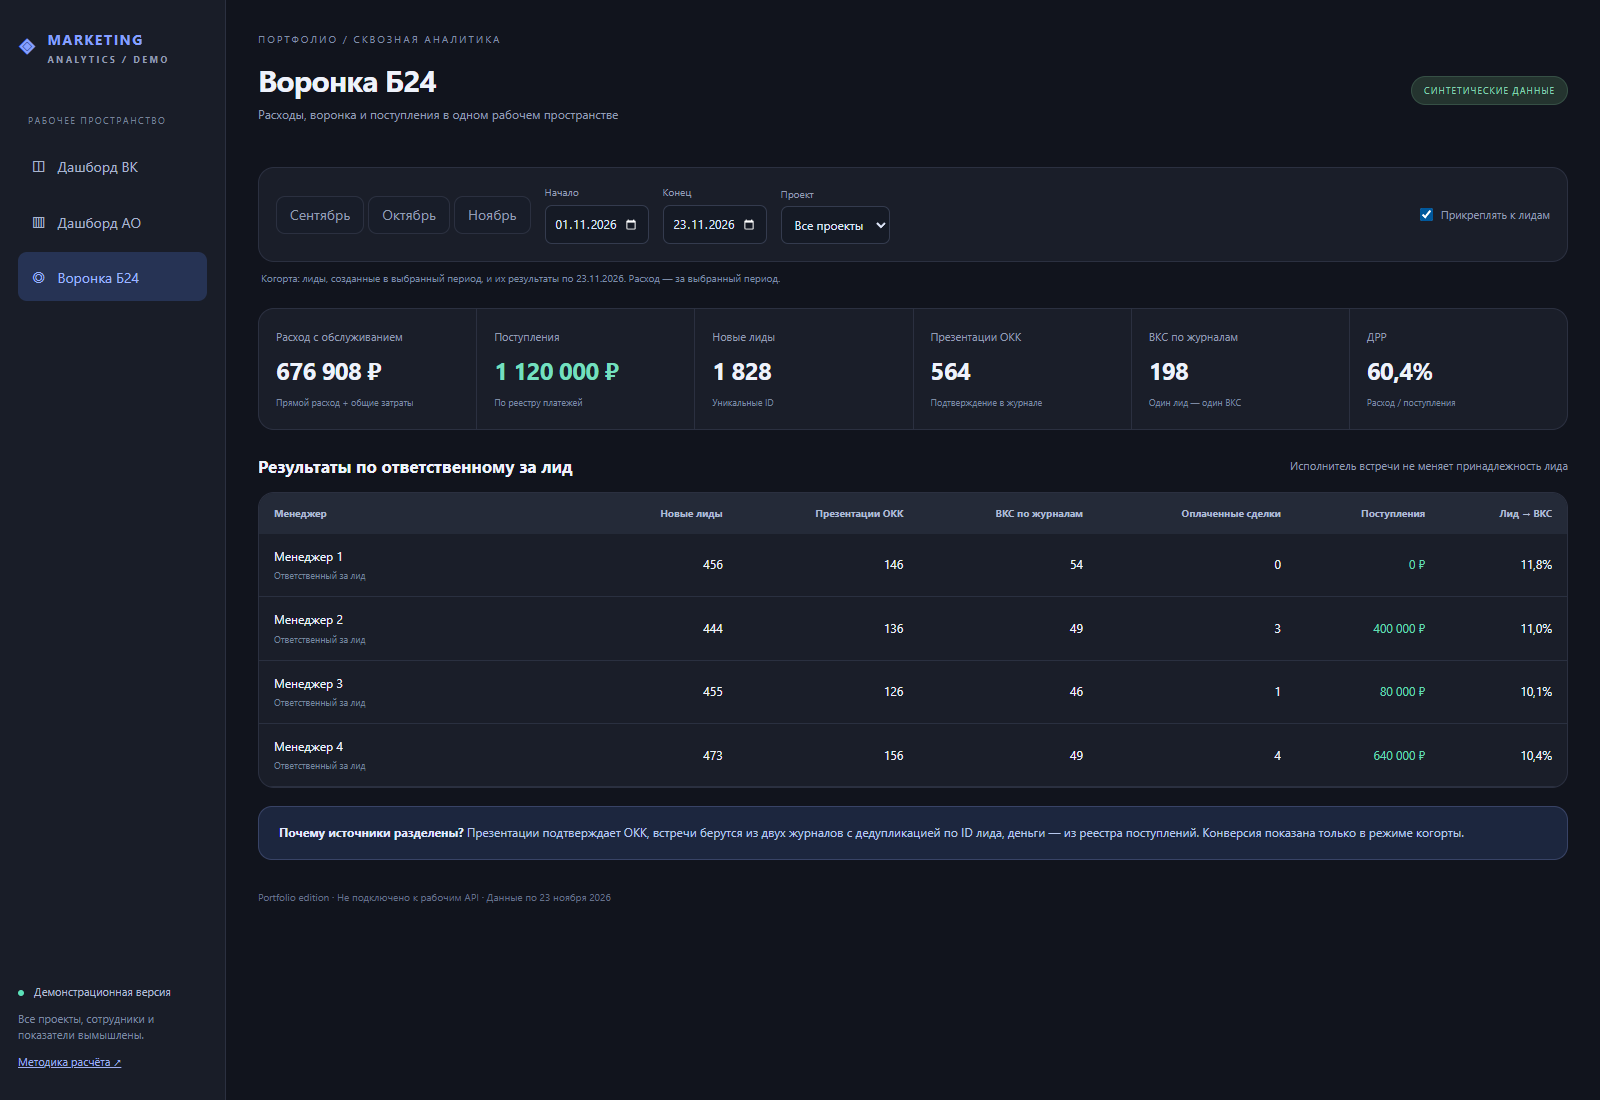 MARKETING
ANALYTICS / DEMO
РАБОЧЕЕ ПРОСТРАНСТВО
Дашборд ВК
Дашборд АО
Воронка Б24
Демонстрационная версия
Все проекты, сотрудники и
показатели вымышлены.
Методика расчёта ↗
ПОРТФОЛИО / СКВОЗНАЯ АНАЛИТИКА
Воронка Б24
Расходы, воронка и поступления в одном рабочем пространстве
СИНТЕТИЧЕСКИЕ ДАННЫЕ
Сентябрь Октябрь Ноябрь
Начало Конец Проект
01.11.2026 23.11.2026 Все проекты
Прикреплять к лидам
Когорта: лиды, созданные в выбранный период, и их результаты по 23.11.2026. Расход — за выбранный период.
Расход с обслуживанием Поступления Новые лиды Презентации ОКК ВКС по журналам ДРР
676 908 ₽ 1 120 000 ₽ 1 828 564 198 60,4%
Прямой расход + общие затраты По реестру платежей Уникальные ID Подтверждение в журнале Один лид — один ВКС Расход / поступления
Результаты по ответственному за лид
Исполнитель встречи не меняет принадлежность лида
Менеджер Новые лиды Презентации ОКК ВКС по журналам Оплаченные сделки Поступления Лид → ВКС
Менеджер 1 456 146 54 0 0 ₽ 11,8%
Ответственный за лид
Менеджер 2 444 136 49 3 400 000 ₽ 11,0%
Ответственный за лид
Менеджер 3 455 126 46 1 80 000 ₽ 10,1%
Ответственный за лид
Менеджер 4 473 156 49 4 640 000 ₽ 10,4%
Ответственный за лид
Почему источники разделены? Презентации подтверждает ОКК, встречи берутся из двух журналов с дедупликацией по ID лида, деньги — из реестра поступлений. Конверсия показана только в режиме когорты.
Portfolio edition · Не подключено к рабочим API · Данные по 23 ноября 2026